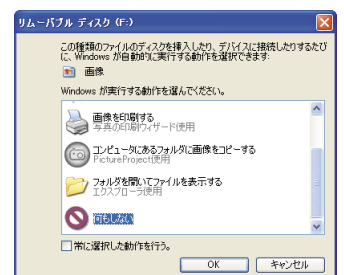 リムーバブル ディスク (F:)
この種類のファイルのディスクを挿入したり、デバイスに接続したりするたび
に、Windows が自動的に実行する動作を選択できます:
画像
Windows が実行する動作を選んでください。
画像を印刷する
写真の印刷ウィザード使用
コンピュータにあるフォルダに画像をコピーする
PictureProject使用
フォルダを開いてファイルを表示する
エクスプローラ使用
何もしない
常に選択した動作を行う。
OK
キャンセル